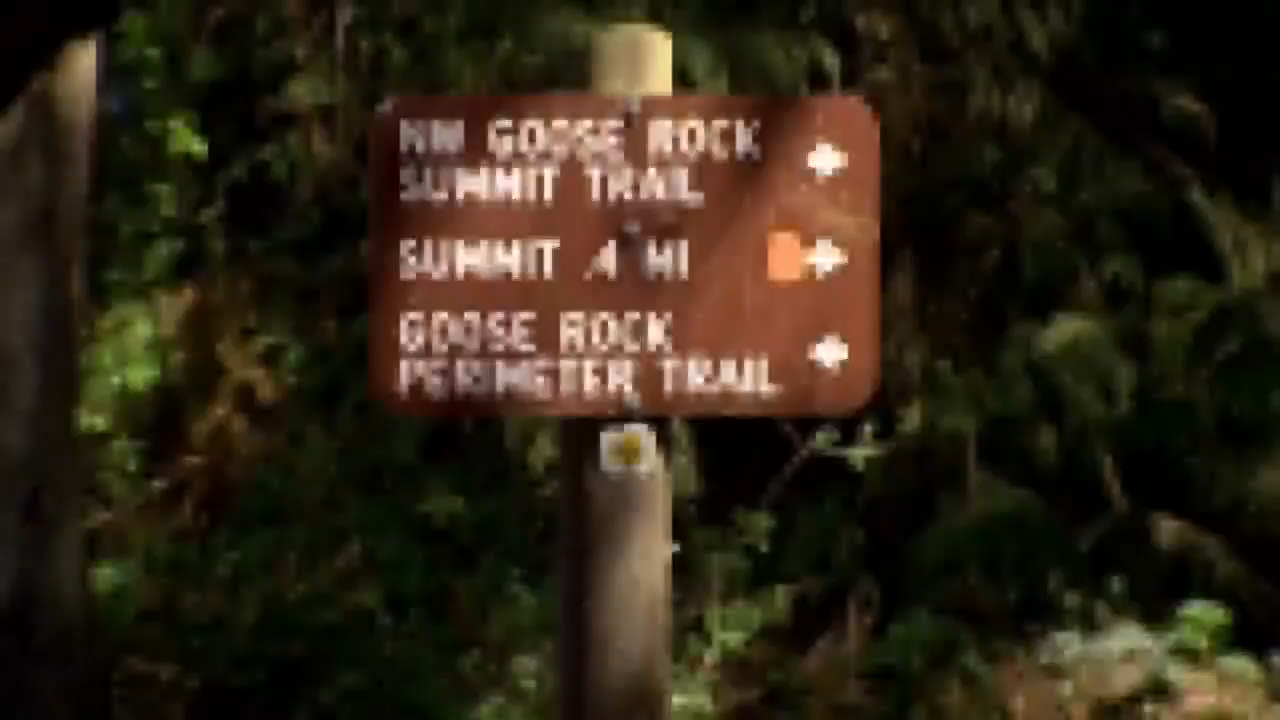 NW GOOSE ROCK
SUMMIT TRAIL
SUMMIT .4 MI
GOOSE ROCK
PERIMETER TRAIL